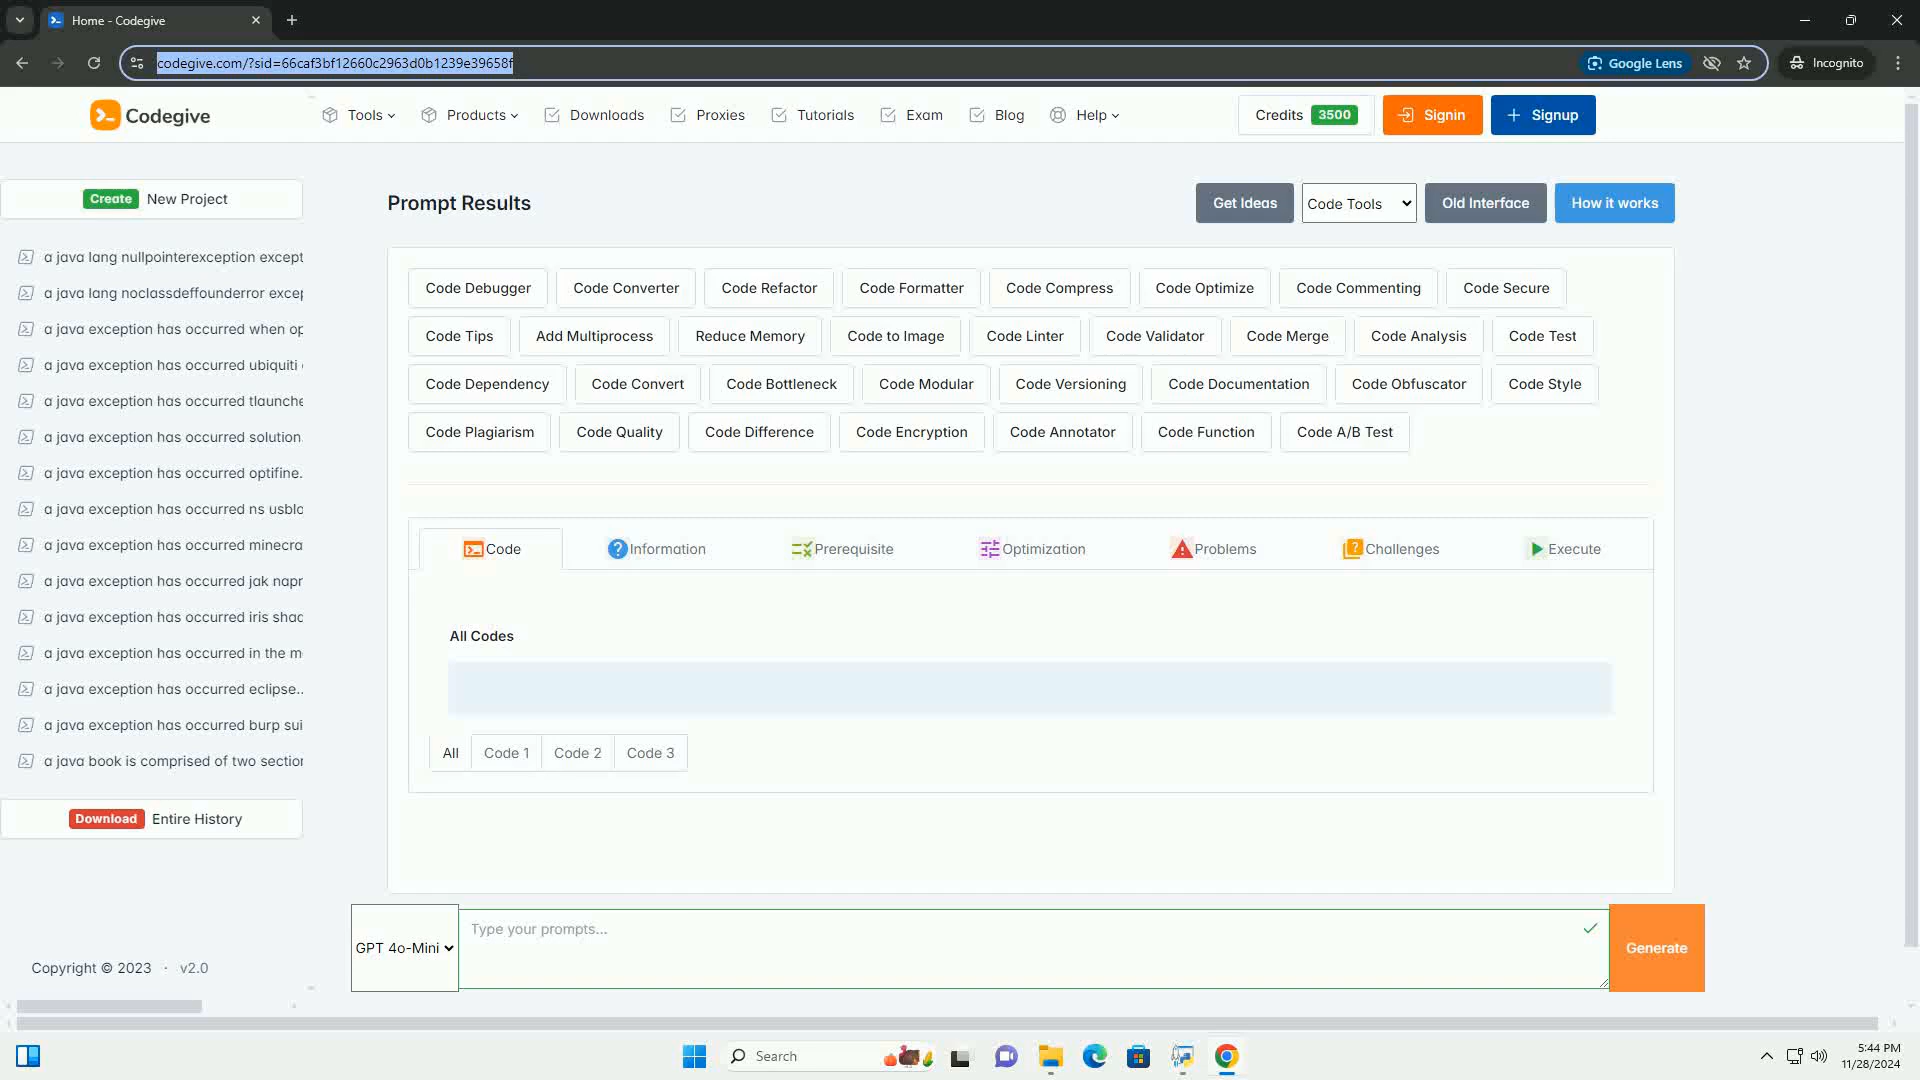 Home - Codegive
codegive.com/?sid=66caf3bf12660c2963d0b1239e39658f
Google Lens
Incognito
Codegive
Tools
Products
Downloads
Proxies
Tutorials
Exam
Blog
Help
Credits 3500
Signin
Signup
Create New Project
Prompt Results
Get Ideas
Code Tools
Old Interface
How it works
a java lang nullpointerexception except
a java lang noclassdeffounderror excep
a java exception has occurred when op
a java exception has occurred ubiquiti
a java exception has occurred tlaunche
a java exception has occurred solution
a java exception has occurred optifine.
a java exception has occurred ns usblo
a java exception has occurred minecra
a java exception has occurred jak napr
a java exception has occurred iris shad
a java exception has occurred in the m
a java exception has occurred eclipse..
a java exception has occurred burp sui
a java book is comprised of two section
Download Entire History
Copyright © 2023 · v2.0
Code Debugger
Code Converter
Code Refactor
Code Formatter
Code Compress
Code Optimize
Code Commenting
Code Secure
Code Tips
Add Multiprocess
Reduce Memory
Code to Image
Code Linter
Code Validator
Code Merge
Code Analysis
Code Test
Code Dependency
Code Convert
Code Bottleneck
Code Modular
Code Versioning
Code Documentation
Code Obfuscator
Code Style
Code Plagiarism
Code Quality
Code Difference
Code Encryption
Code Annotator
Code Function
Code A/B Test
Code
Information
Prerequisite
Optimization
Problems
Challenges
Execute
All Codes
All
Code 1
Code 2
Code 3
GPT 4o-Mini
Type your prompts...
Generate
Search
5:44 PM
11/28/2024